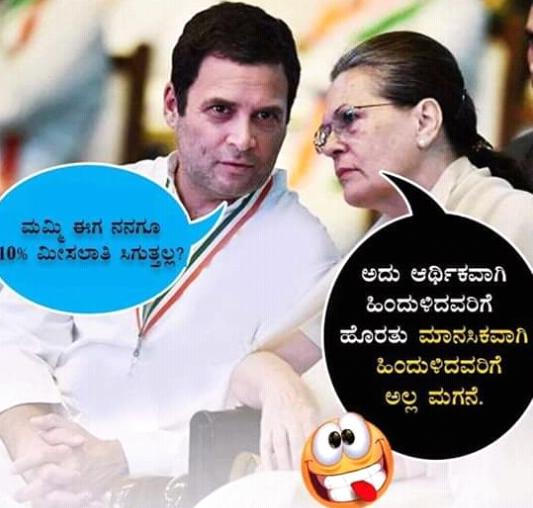 ಮಮ್ಮಿ ಈಗ ನನಗೂ
10% ಮೀಸಲಾತಿ ಸಿಗುತ್ತಲ್ಲ?
ಅದು ಆರ್ಥಿಕವಾಗಿ
ಹಿಂದುಳಿದವರಿಗೆ
ಹೊರತು ಮಾನಸಿಕವಾಗಿ
ಹಿಂದುಳಿದವರಿಗೆ
ಅಲ್ಲ ಮಗನೆ.